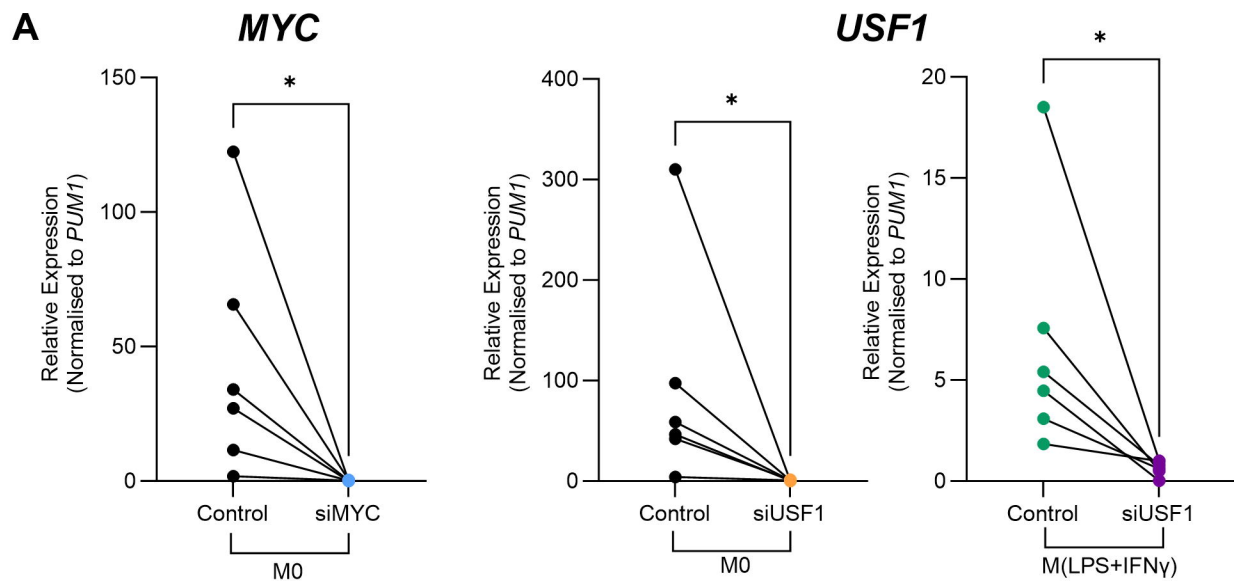 A
MYC
USF1
Relative Expression
(Normalised to PUM1)
150
100
50
0
*
Control
siMYC
M0
Relative Expression
(Normalised to PUM1)
400
300
200
100
0
*
Control
siUSF1
M0
Relative Expression
(Normalised to PUM1)
20
15
10
5
0
*
Control
siUSF1
M(LPS+IFNγ)